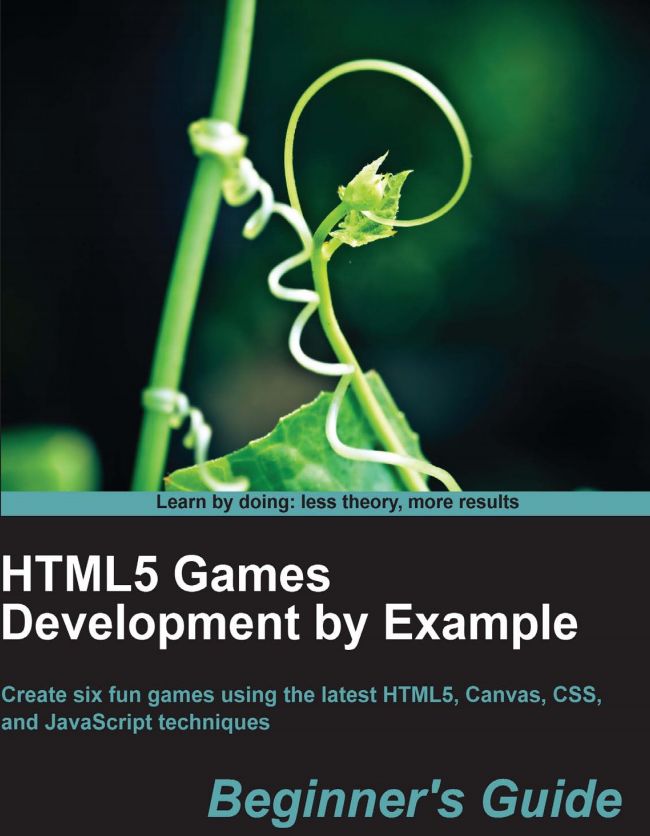 Learn by doing: less theory, more results
HTML5 Games
Development by Example
Create six fun games using the latest HTML5, Canvas, CSS,
and JavaScript techniques
Beginner's Guide